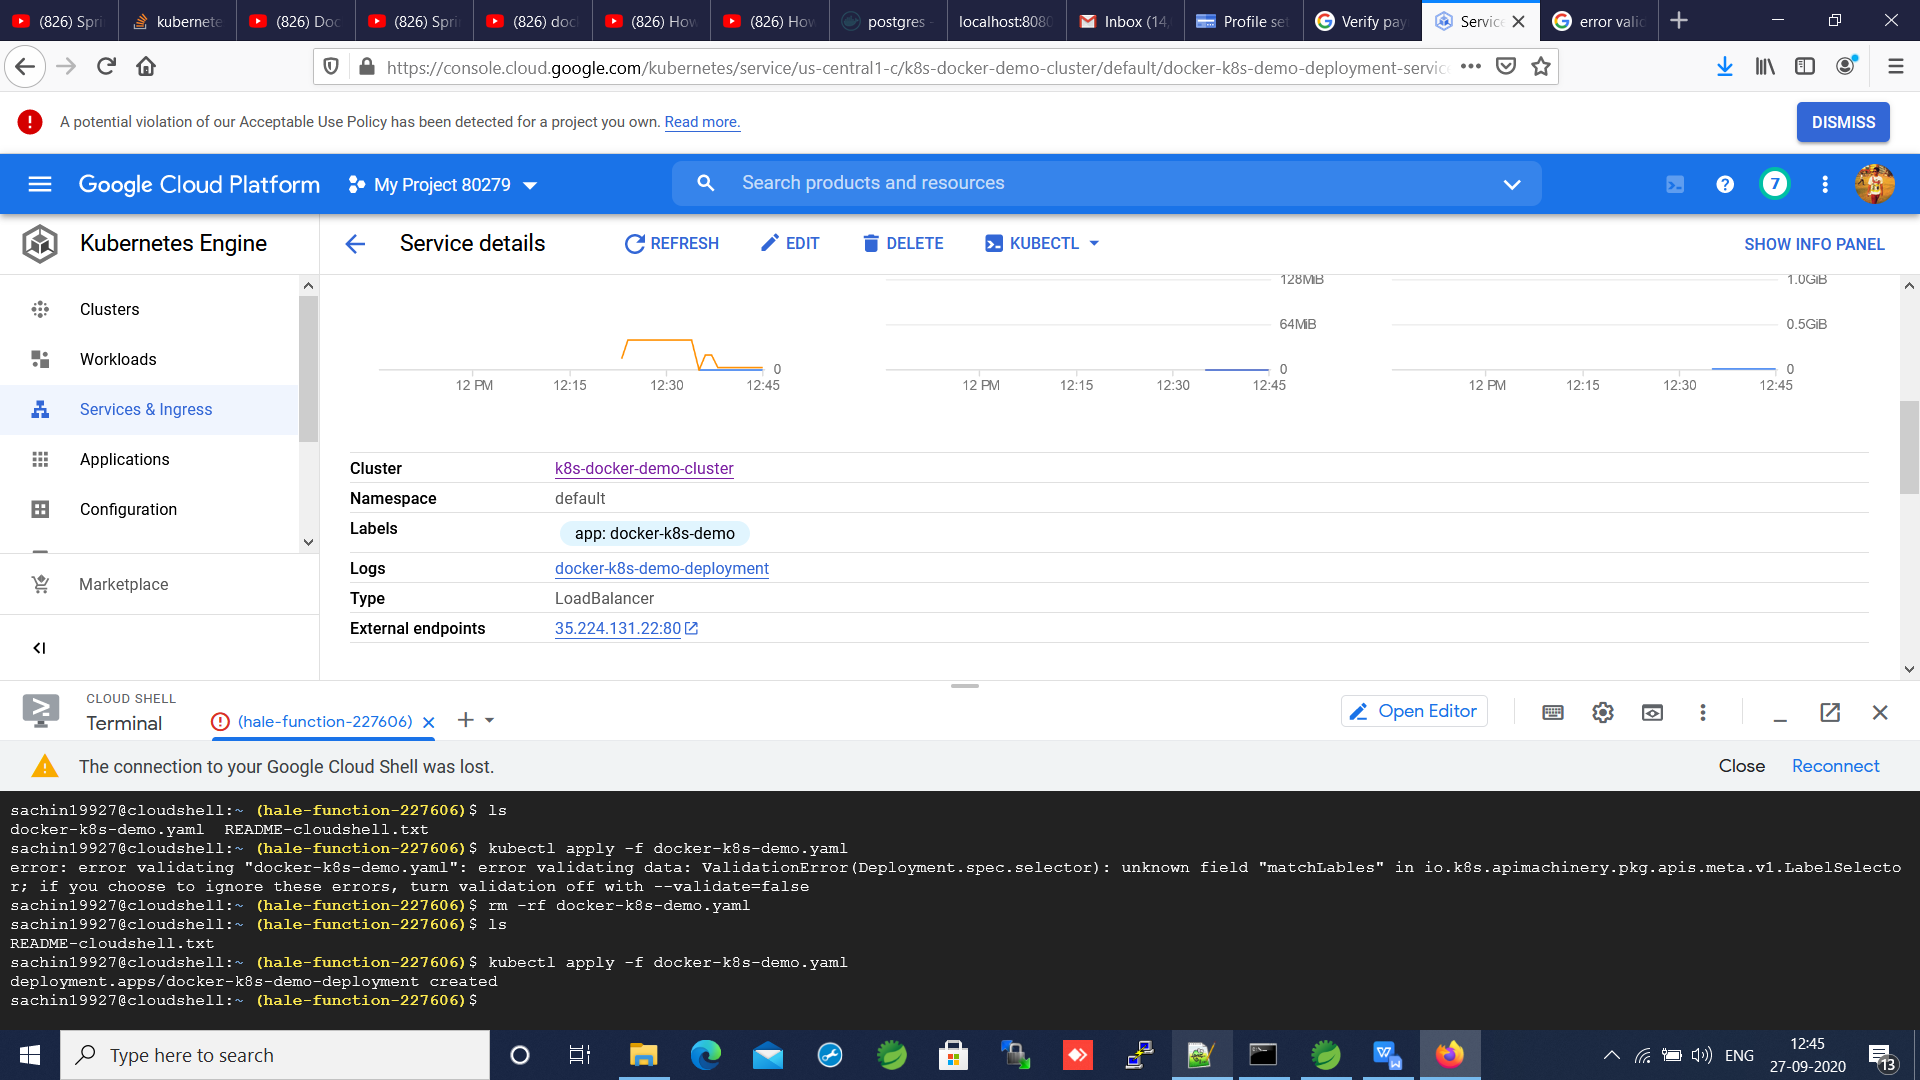 (826) Spri
kubernete
(826) Doc
(826) Spri
(826) doc
(826) How
(826) How
postgres -
localhost:8080
Inbox (14,
Profile set
Verify pay
Service
error valid
https://console.cloud.google.com/kubernetes/service/us-central1-c/k8s-docker-demo-cluster/default/docker-k8s-demo-deployment-service
A potential violation of our Acceptable Use Policy has been detected for a project you own. Read more.
DISMISS
Google Cloud Platform
My Project 80279
Search products and resources
7
Kubernetes Engine
Service details
REFRESH
EDIT
DELETE
KUBECTL
SHOW INFO PANEL
Clusters
Workloads
Services & Ingress
Applications
Configuration
Marketplace
0
12 PM 12:15 12:30 12:45
128MiB
64MiB
0
12 PM 12:15 12:30 12:45
1.0GiB
0.5GiB
0
12 PM 12:15 12:30 12:45
Cluster k8s-docker-demo-cluster
Namespace default
Labels app: docker-k8s-demo
Logs docker-k8s-demo-deployment
Type LoadBalancer
External endpoints 35.224.131.22:80
CLOUD SHELL
Terminal
(hale-function-227606)
Open Editor
The connection to your Google Cloud Shell was lost.
Close
Reconnect
sachin19927@cloudshell:~ (hale-function-227606)$ ls
docker-k8s-demo.yaml  README-cloudshell.txt
sachin19927@cloudshell:~ (hale-function-227606)$ kubectl apply -f docker-k8s-demo.yaml
error: error validating "docker-k8s-demo.yaml": error validating data: ValidationError(Deployment.spec.selector): unknown field "matchLables" in io.k8s.apimachinery.pkg.apis.meta.v1.LabelSelecto
r; if you choose to ignore these errors, turn validation off with --validate=false
sachin19927@cloudshell:~ (hale-function-227606)$ rm -rf docker-k8s-demo.yaml
sachin19927@cloudshell:~ (hale-function-227606)$ ls
README-cloudshell.txt
sachin19927@cloudshell:~ (hale-function-227606)$ kubectl apply -f docker-k8s-demo.yaml
deployment.apps/docker-k8s-demo-deployment created
sachin19927@cloudshell:~ (hale-function-227606)$
Type here to search
ENG
12:45
27-09-2020
13